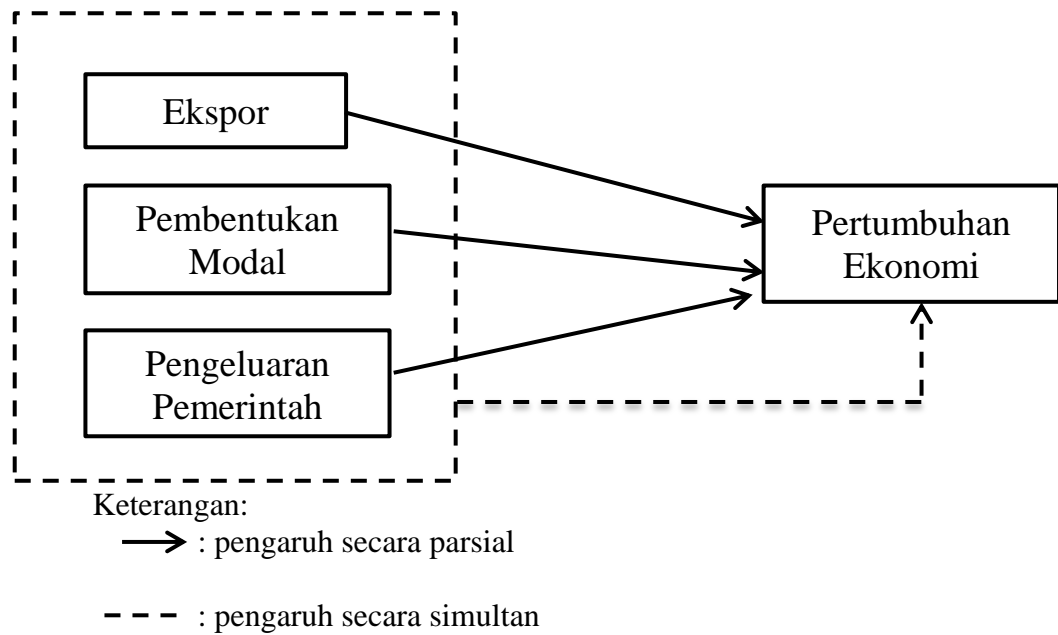 Ekspor
Pembentukan
Modal
Pengeluaran
Pemerintah
Pertumbuhan
Ekonomi
Keterangan:
: pengaruh secara parsial
: pengaruh secara simultan